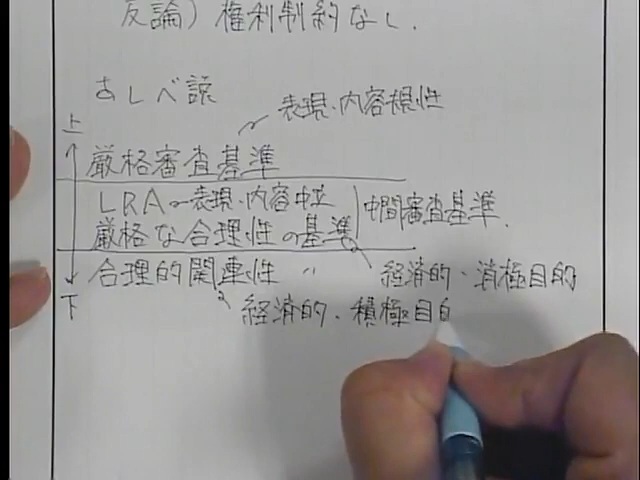 反論)権利制約なし.
あしべ説
表現・内容規性
上
厳格審査基準
LRA〜表現・内容中立
中間審査基準.
厳格な合理性の基準
合理的関連性 〃
経済的・消極目的
下
経済的・積極目的